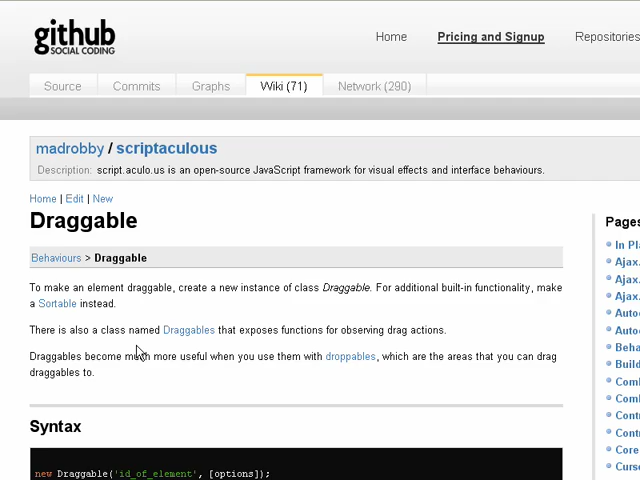 github
SOCIAL CODING
Home Pricing and Signup Repositories
Source Commits Graphs Wiki (71) Network (290)
madrobby / scriptaculous
Description: script.aculo.us is an open-source JavaScript framework for visual effects and interface behaviours.
Home | Edit | New
Draggable
Pages
Behaviours > Draggable
In Pl
Ajax.
Ajax.
Ajax.
Autoc
Autoc
Beha
Build
Comb
Comb
Contr
Contr
Core
Curse
To make an element draggable, create a new instance of class Draggable. For additional built-in functionality, make
a Sortable instead.
There is also a class named Draggables that exposes functions for observing drag actions.
Draggables become much more useful when you use them with droppables, which are the areas that you can drag
draggables to.
Syntax
new Draggable('id_of_element', [options]);